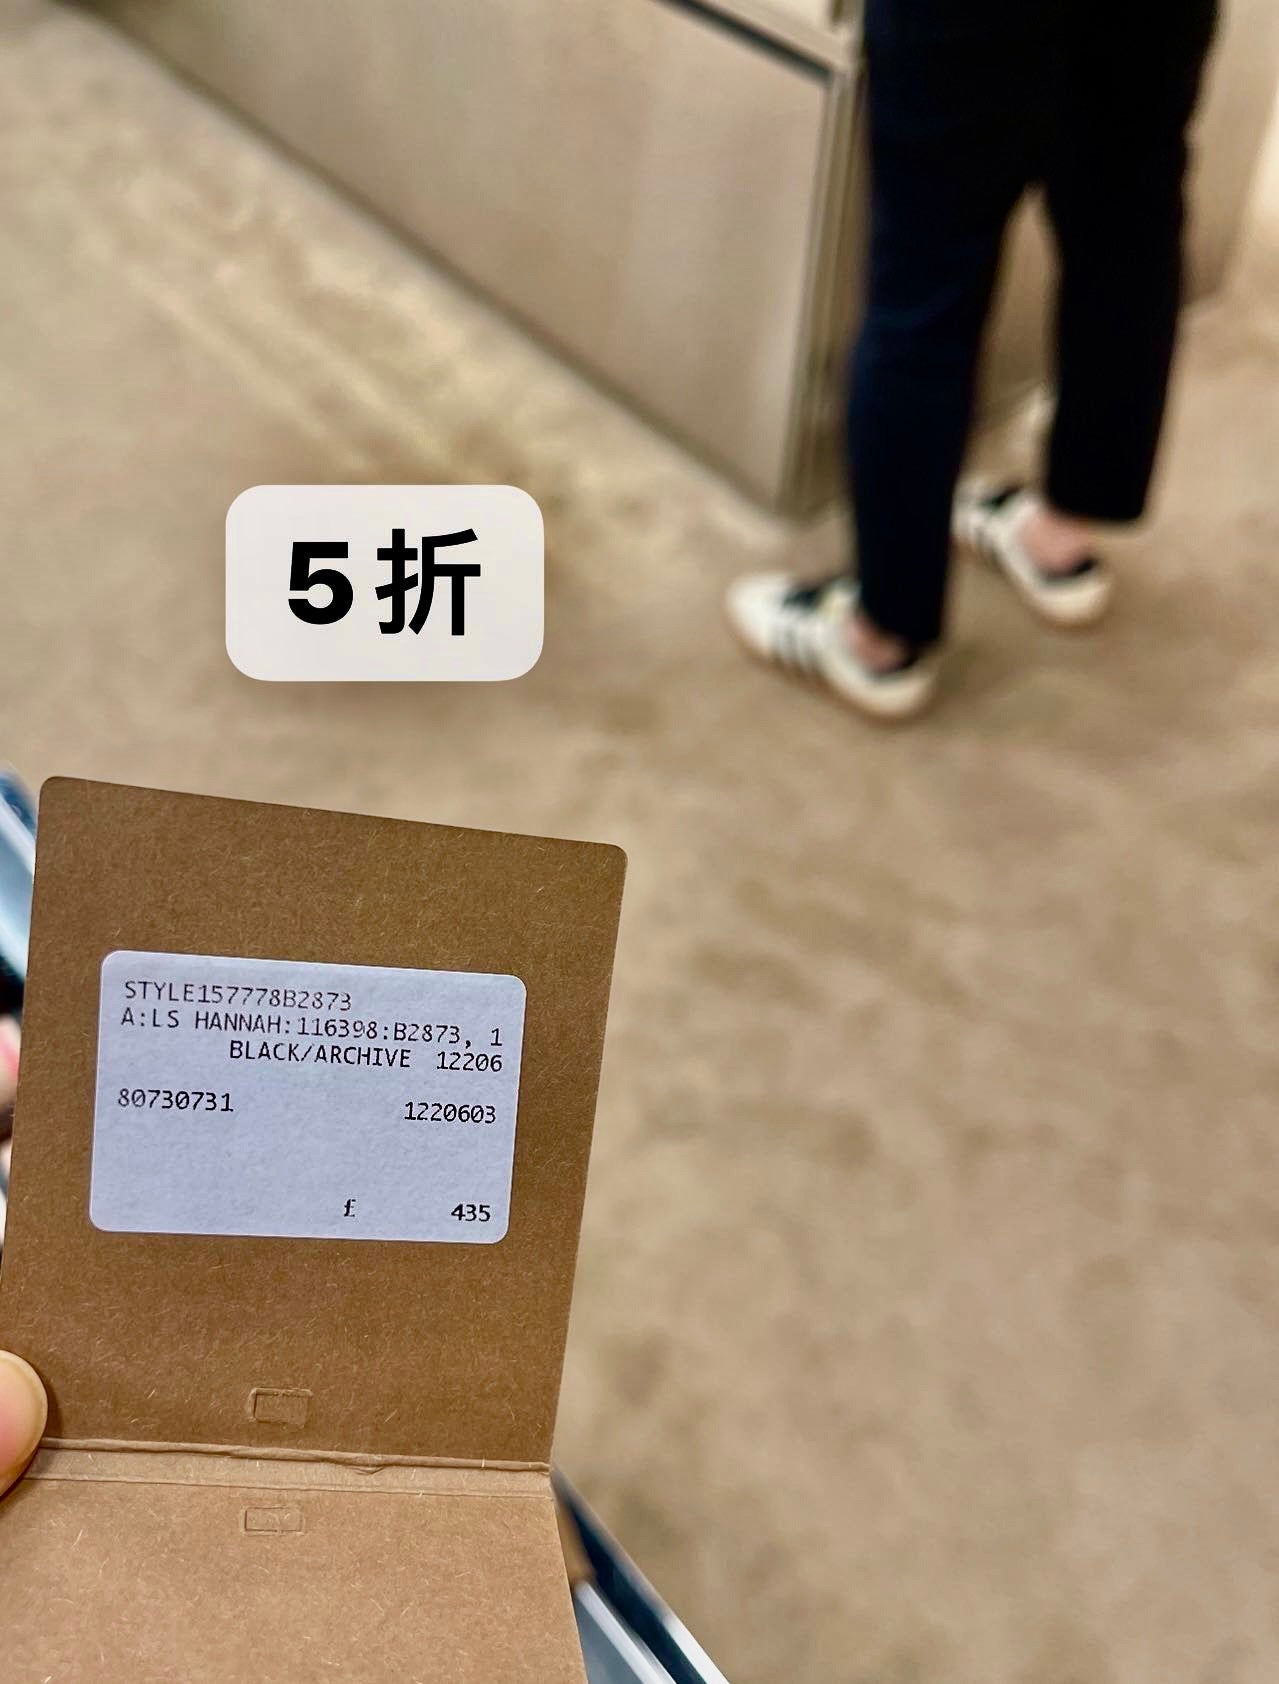 5折
STYLE157778B2873
A:LS HANNAH:116398:B2873, 1
BLACK/ARCHIVE 12206
80730731 1220603
£ 435